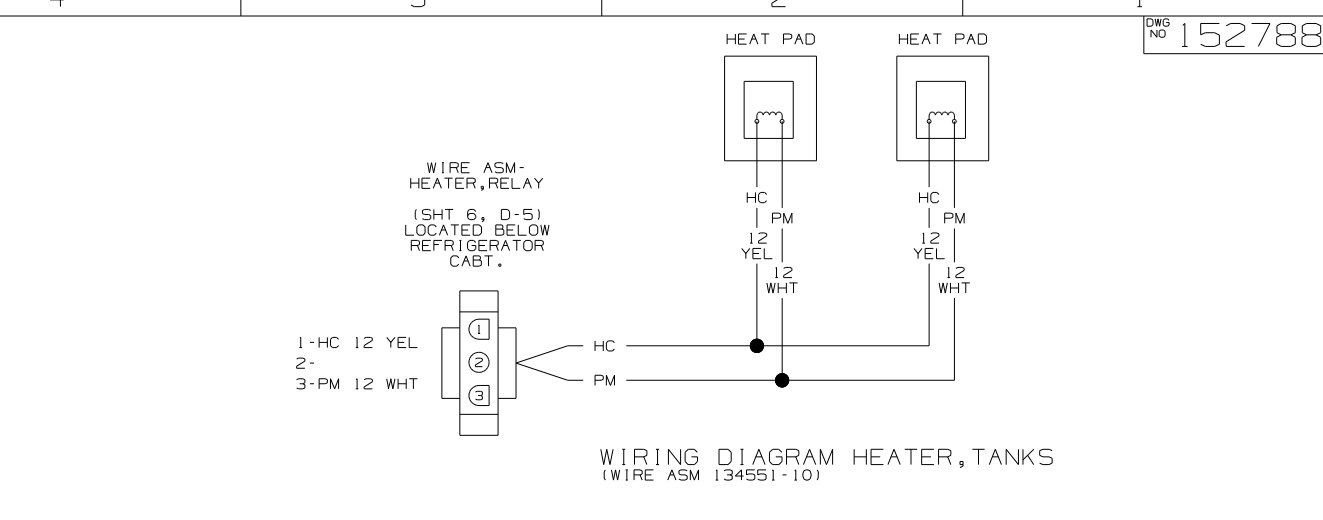 2
1
DWG
NO 152788
HEAT PAD
HEAT PAD
WIRE ASM-
HEATER,RELAY
(SHT 6, D-5)
LOCATED BELOW
REFRIGERATOR
CABT.
HC
PM
12
YEL
12
WHT
HC
PM
12
YEL
12
WHT
1-HC 12 YEL
2-
3-PM 12 WHT
1
2
3
HC
PM
WIRING DIAGRAM HEATER,TANKS
(WIRE ASM 134551-10)